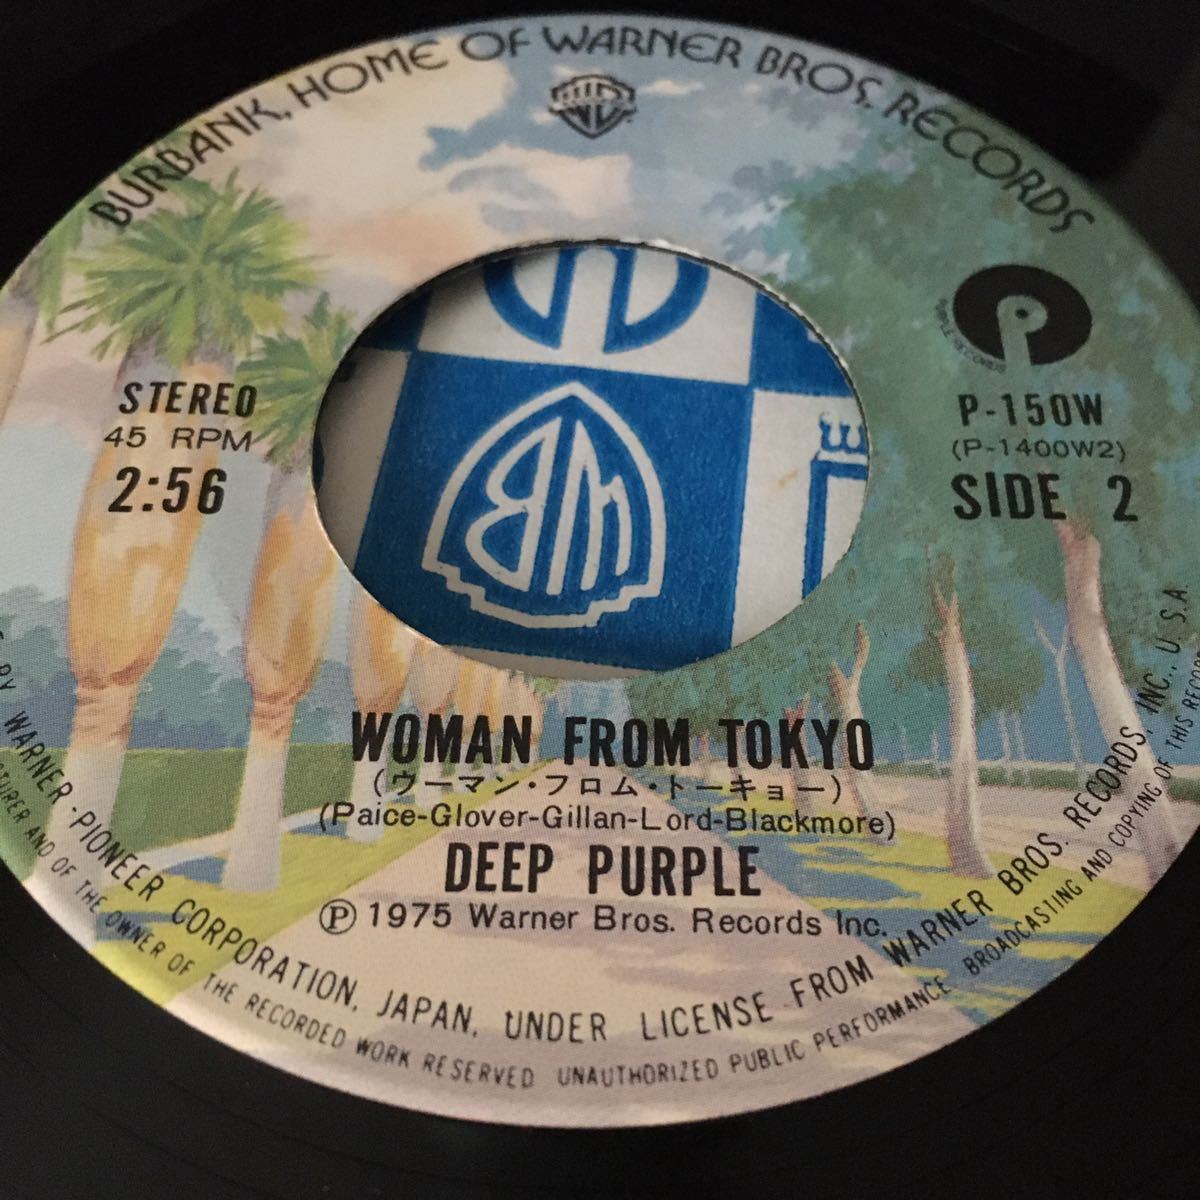 BURBANK, HOME OF WARNER BROS. RECORDS
STEREO
45 RPM
2:56
P
PURPLE RECORDS
P-150W
(P-1400W2)
SIDE 2
WOMAN FROM TOKYO
(ウーマン・フロム・トーキョー)
(Paice-Glover-Gillan-Lord-Blackmore)
DEEP PURPLE
Ⓟ 1975 Warner Bros. Records Inc.
BY WARNER-PIONEER CORPORATION, JAPAN, UNDER LICENSE FROM WARNER BROS. RECORDS, INC., U.S.A.
AND OF THE OWNER OF THE RECORDED WORK RESERVED UNAUTHORIZED PUBLIC PERFORMANCE BROADCASTING AND COPYING OF THIS RECORD